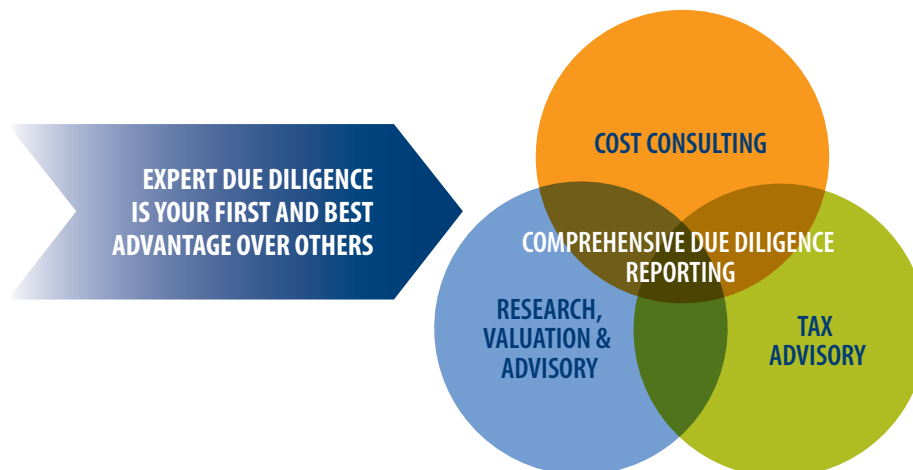 EXPERT DUE DILIGENCE
IS YOUR FIRST AND BEST
ADVANTAGE OVER OTHERS
COST CONSULTING
COMPREHENSIVE DUE DILIGENCE
REPORTING
RESEARCH,
VALUATION &
ADVISORY
TAX
ADVISORY